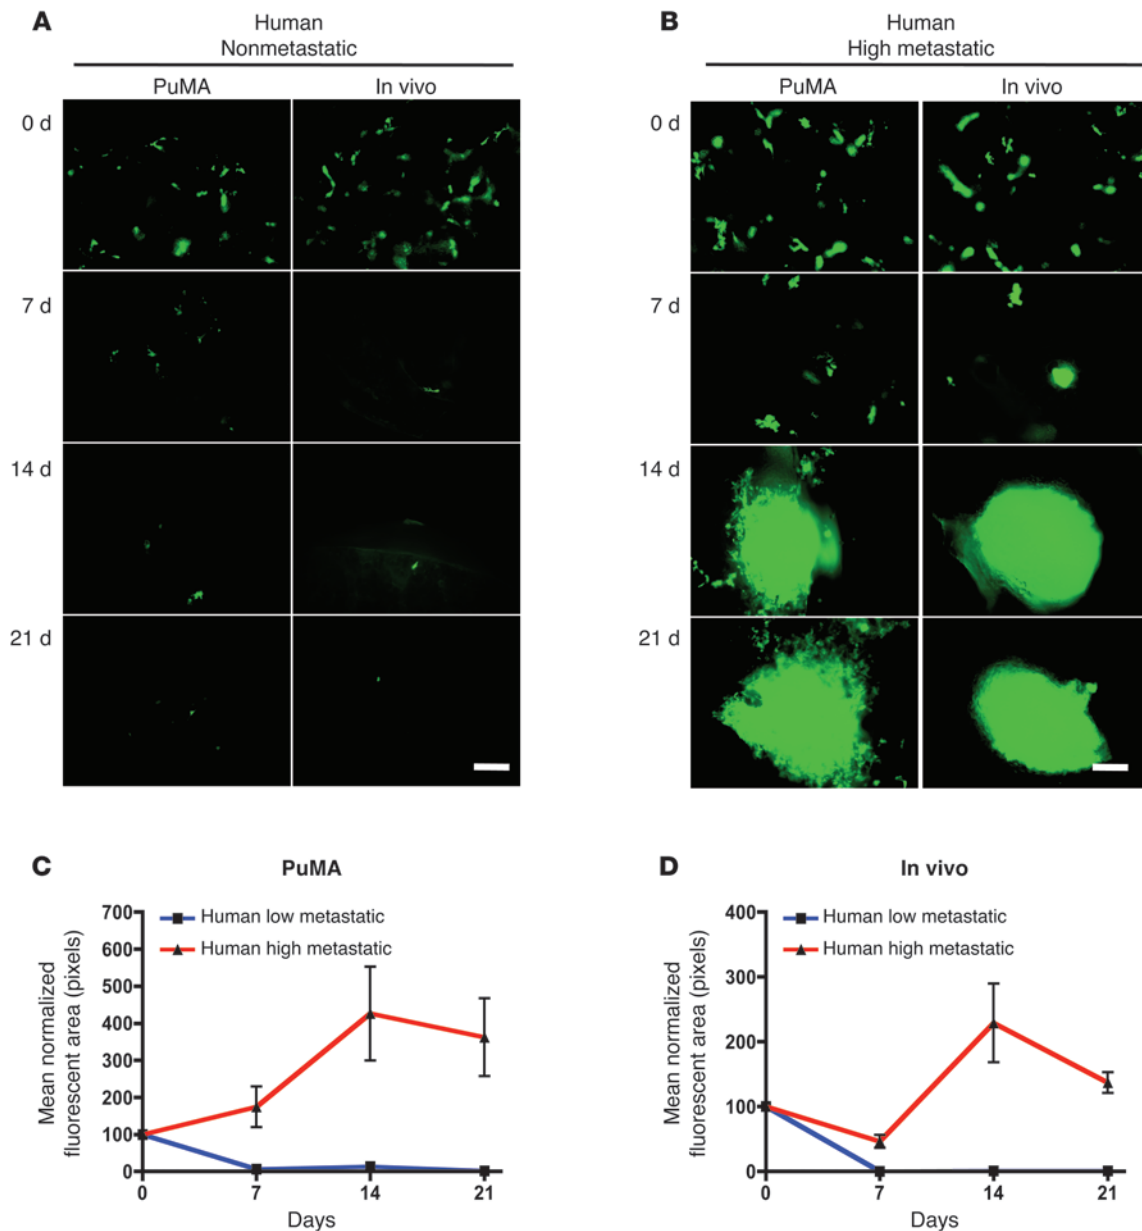 A
Human
Nonmetastatic
PuMA
In vivo
0 d
7 d
14 d
21 d
B
Human
High metastatic
PuMA
In vivo
0 d
7 d
14 d
21 d
C
PuMA
Mean normalized
fluorescent area (pixels)
700
600
500
400
300
200
100
0
Human low metastatic
Human high metastatic
0 7 14 21
Days
D
In vivo
Mean normalized
fluorescent area (pixels)
400
300
200
100
0
Human low metastatic
Human high metastatic
0 7 14 21
Days